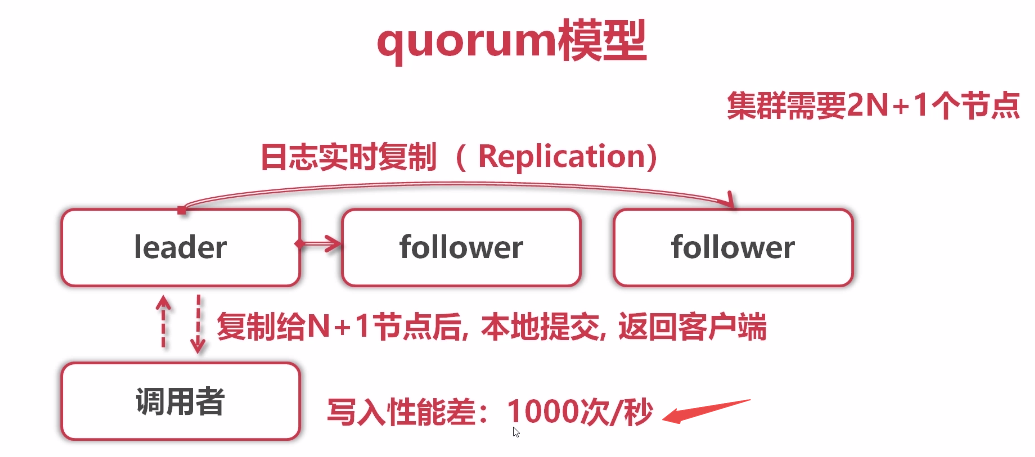 quorum模型
集群需要2N+1个节点
日志实时复制（ Replication）
leader
follower
follower
复制给N+1节点后, 本地提交, 返回客户端
调用者
写入性能差：1000次/秒